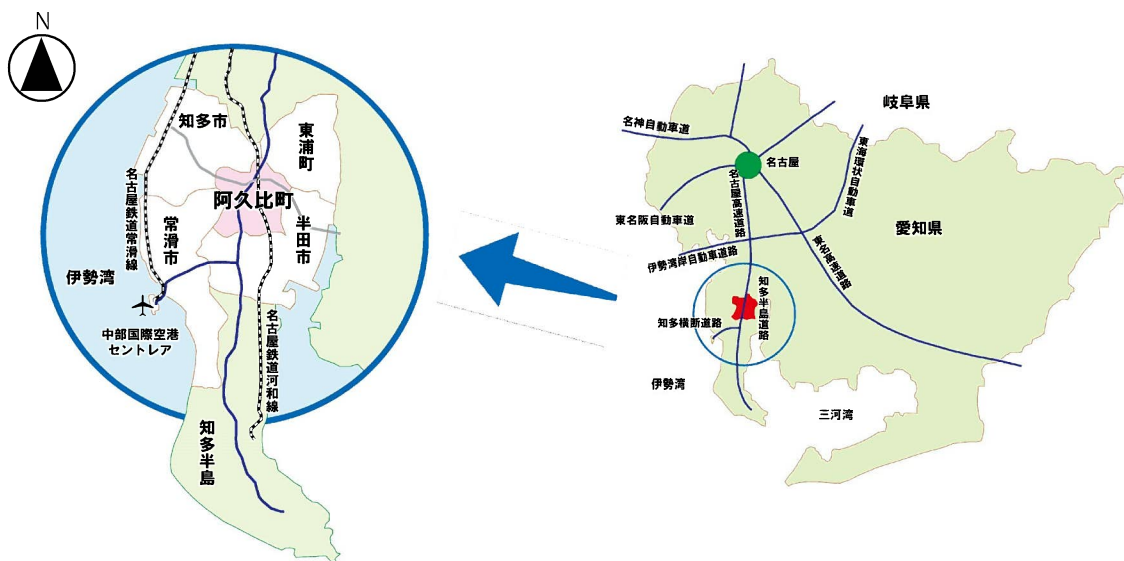 N
知多市
東浦町
阿久比町
名古屋鉄道常滑線
常滑市
半田市
伊勢湾
中部国際空港
セントレア
名古屋鉄道河和線
知多半島
岐阜県
名神自動車道
名古屋
東海環状自動車道
名古屋高速道路
東名阪自動車道
愛知県
伊勢湾岸自動車道路
東名高速道路
知多半島道路
知多横断道路
伊勢湾
三河湾